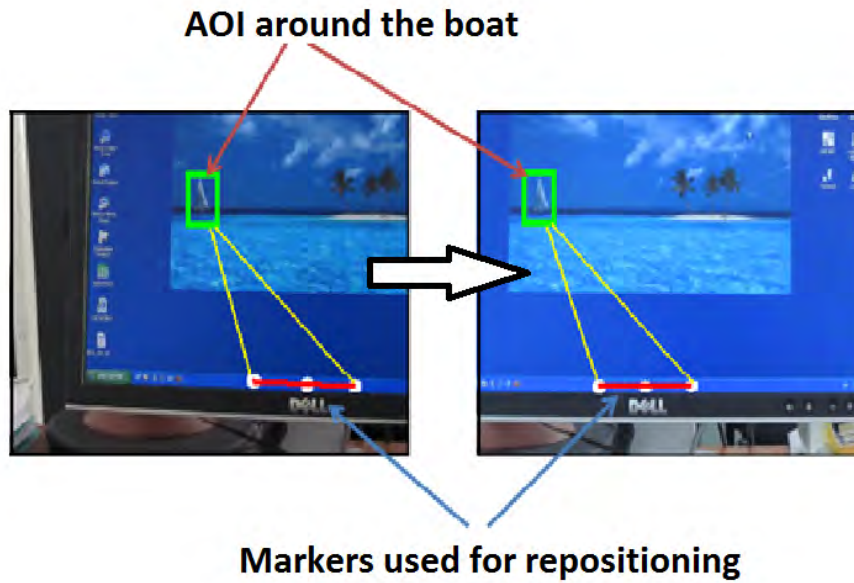 AOI around the boat
DELL
DELL
Markers used for repositioning